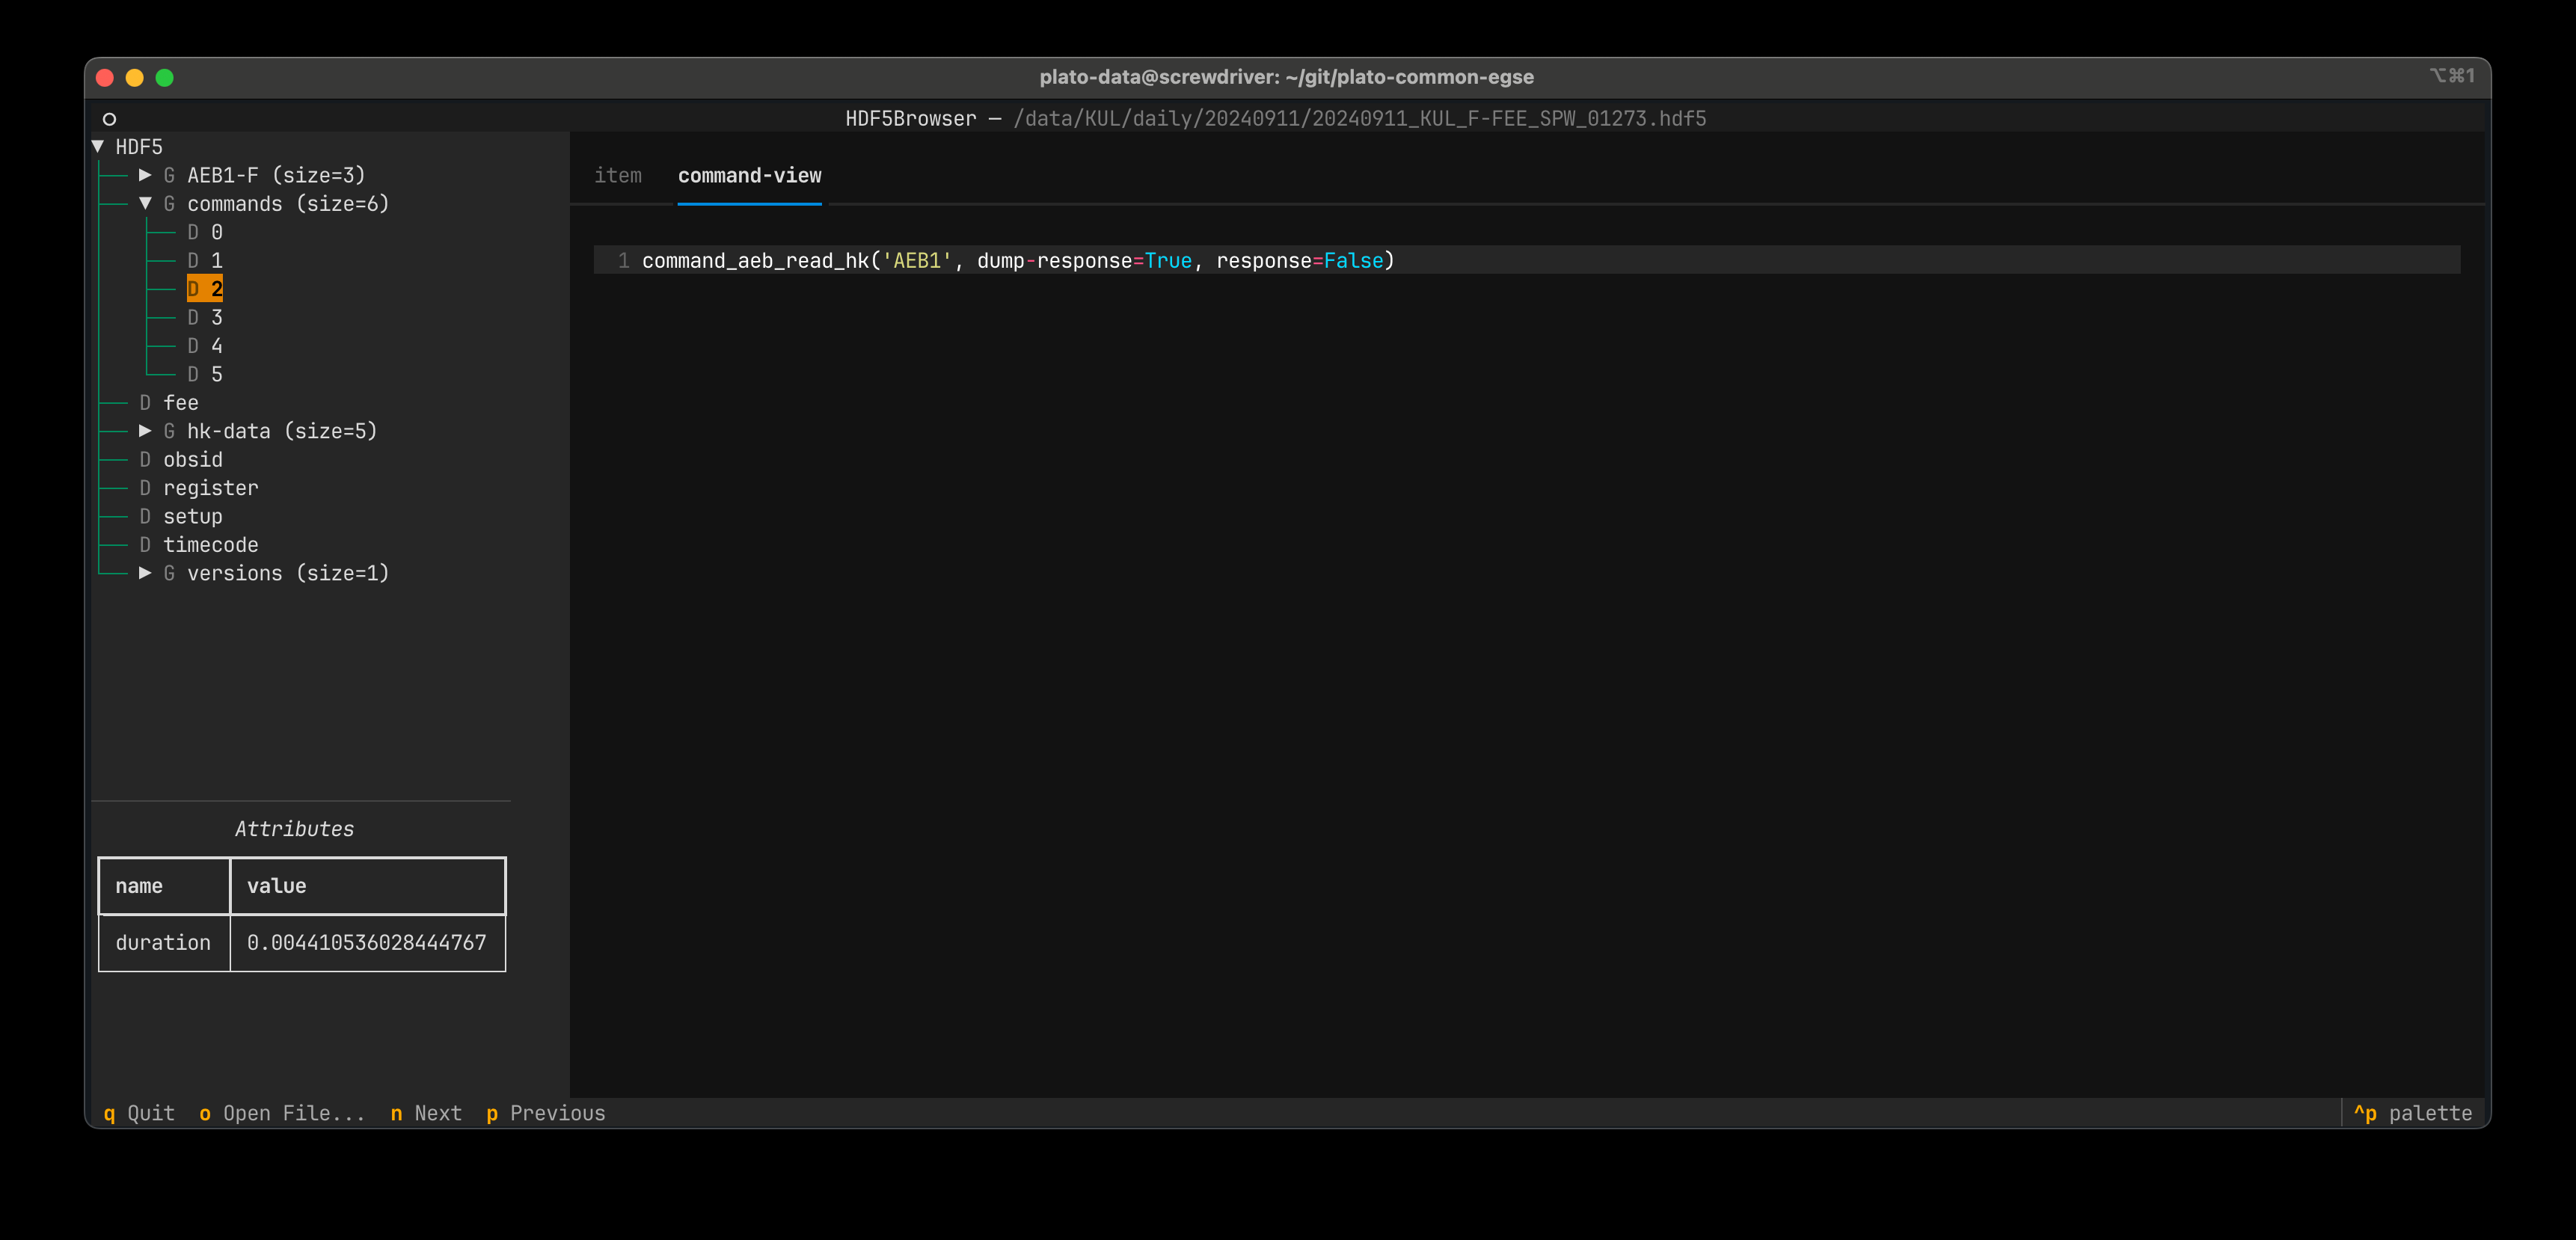 plato-data@screwdriver: ~/git/plato-common-egse
⌥⌘1
HDF5Browser — /data/KUL/daily/20240911/20240911_KUL_F-FEE_SPW_01273.hdf5
▼ HDF5
▶ G AEB1-F (size=3)
▼ G commands (size=6)
D 0
D 1
D 2
D 3
D 4
D 5
D fee
▶ G hk-data (size=5)
D obsid
D register
D setup
D timecode
▶ G versions (size=1)
Attributes
name value
duration 0.004410536028444767
item command-view
1 command_aeb_read_hk('AEB1', dump-response=True, response=False)
q Quit o Open File... n Next p Previous
^p palette